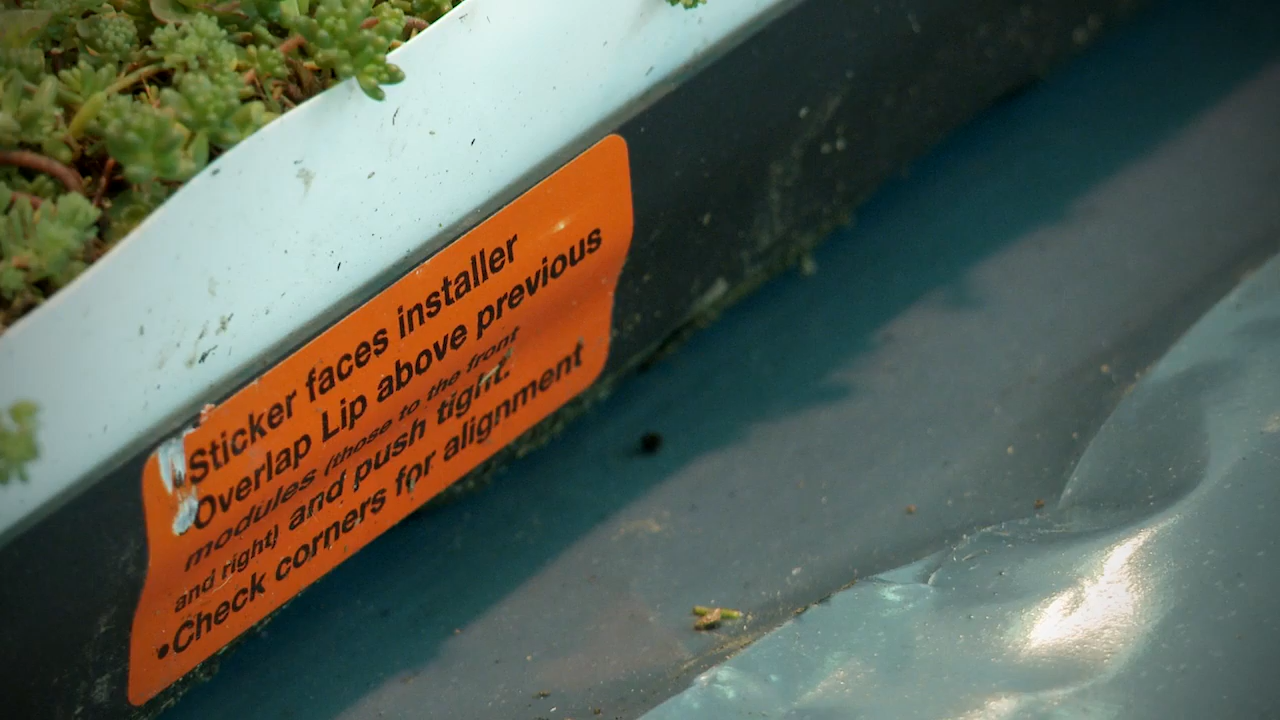 Sticker faces installer
Overlap Lip above previous
modules (those to the front
and right) and push tight.
•Check corners for alignment